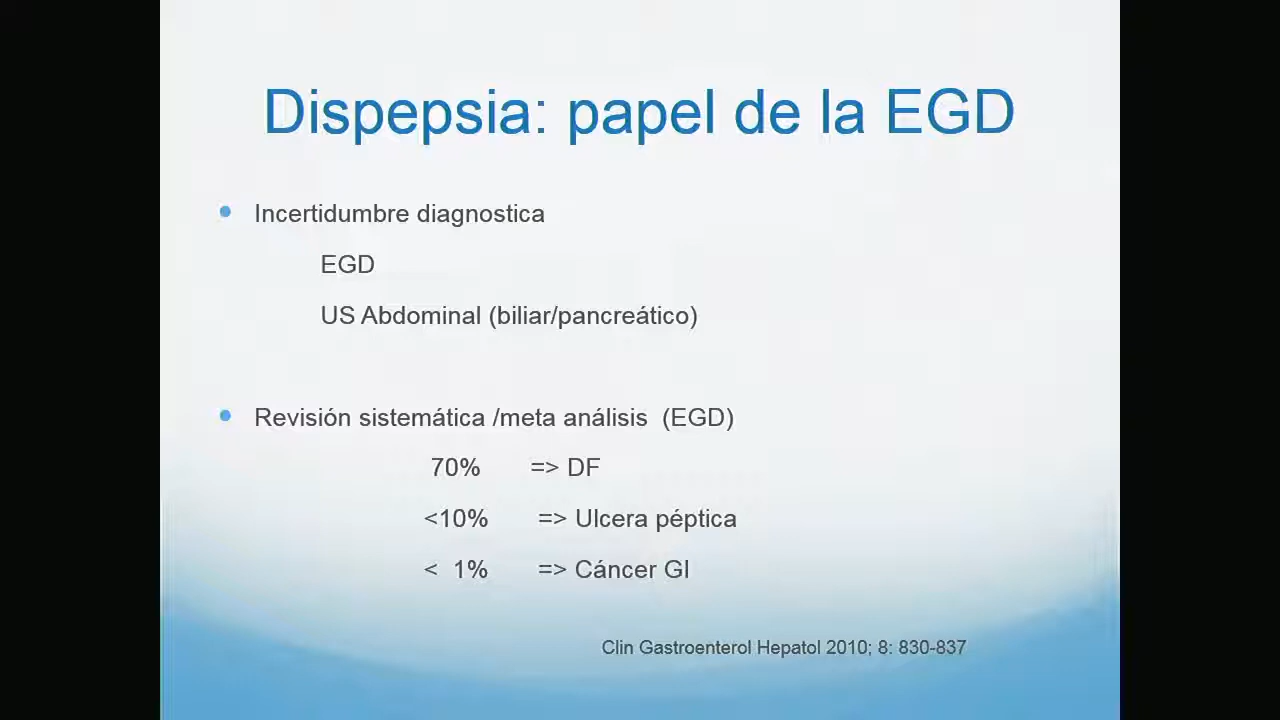 Dispepsia: papel de la EGD
• Incertidumbre diagnostica
EGD
US Abdominal (biliar/pancreático)
• Revisión sistemática /meta análisis (EGD)
70% => DF
<10% => Ulcera péptica
< 1% => Cáncer GI
Clin Gastroenterol Hepatol 2010; 8: 830-837